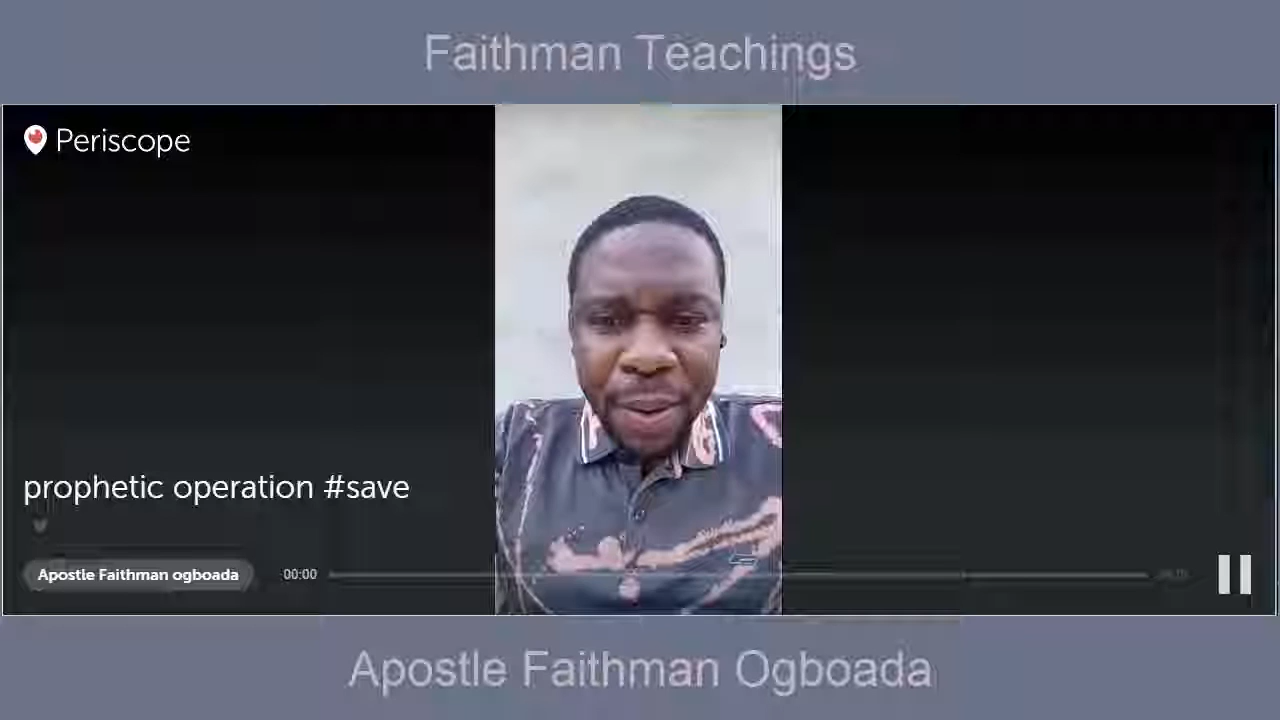 Faithman Teachings
Periscope
prophetic operation #save
Apostle Faithman ogboada
00:00
Apostle Faithman Ogboada